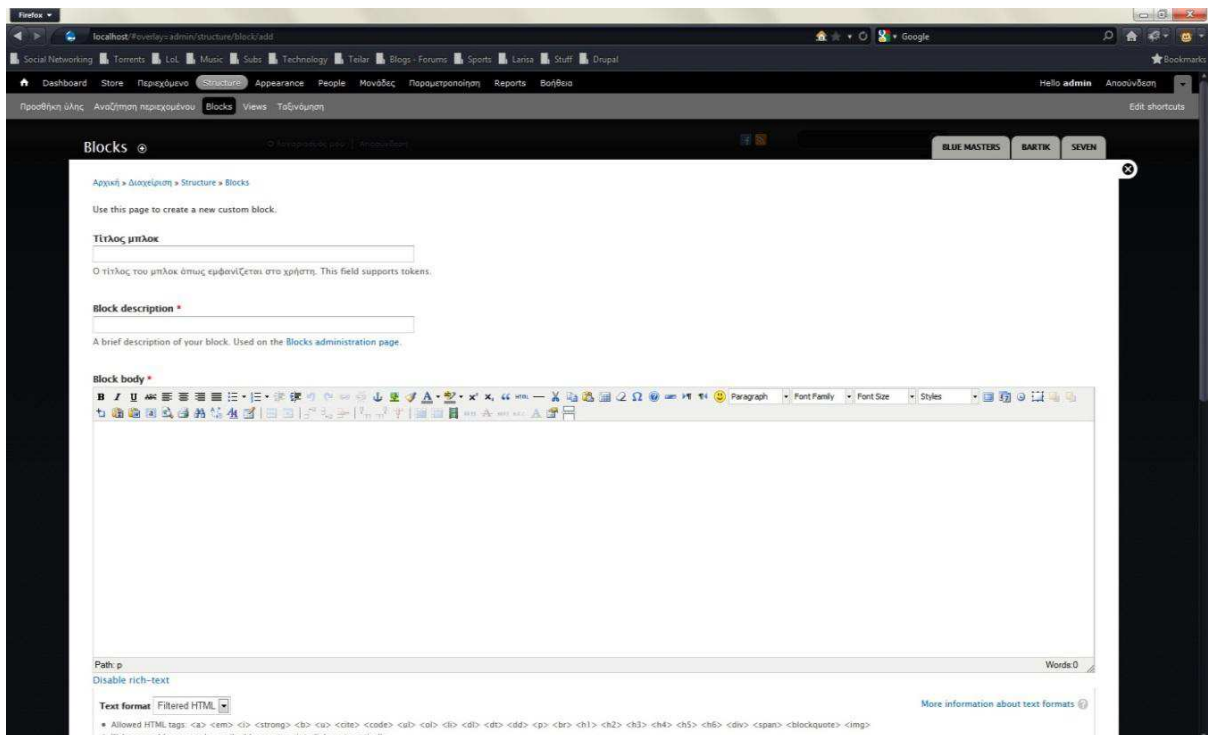 Firefox
localhost/#overlay=admin/structure/block/add
Google
Social Networking Torrents LoL Music Subs Technology Teilar Blogs - Forums Sports Larisa Stuff Drupal Bookmarks
Dashboard Store Περιεχόμενο Structure Appearance People Μονάδες Παραμετροποίηση Reports Βοήθεια Hello admin Αποσύνδεση
Προσθήκη ύλης Αναζήτηση περιεχομένου Blocks Views Ταξινόμηση Edit shortcuts
Ο λογαριασμός μου Αποσύνδεση
Blocks
BLUE MASTERS BARTIK SEVEN
Αρχική » Διαχείριση » Structure » Blocks
Use this page to create a new custom block.
Τίτλος μπλοκ
Ο τίτλος του μπλοκ όπως εμφανίζεται στο χρήστη. This field supports tokens.
Block description *
A brief description of your block. Used on the Blocks administration page.
Block body *
Paragraph Font Family Font Size Styles
Path: p Words:0
Disable rich-text
Text format Filtered HTML More information about text formats
Allowed HTML tags: <a> <em> <i> <strong> <b> <u> <cite> <code> <ul> <ol> <li> <dl> <dt> <dd> <p> <br> <h1> <h2> <h3> <h4> <h5> <h6> <div> <span> <blockquote> <img>